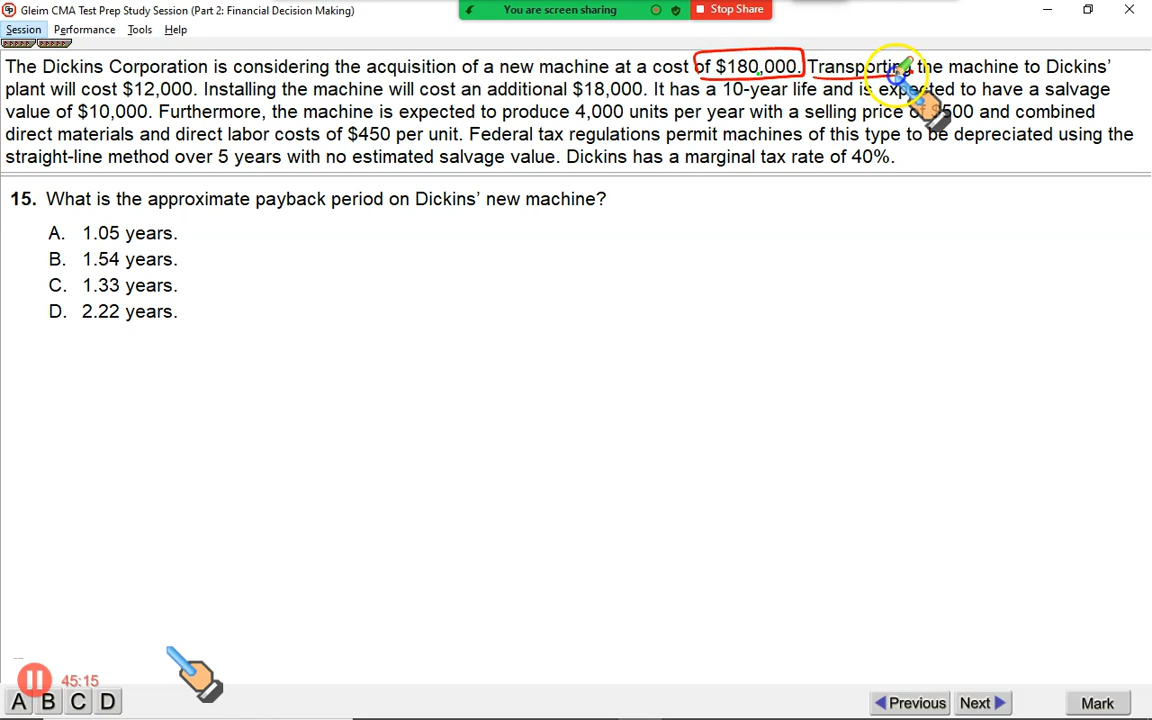 Gleim CMA Test Prep Study Session (Part 2: Financial Decision Making)
You are screen sharing
Stop Share
Session Performance Tools Help
The Dickins Corporation is considering the acquisition of a new machine at a cost of $180,000. Transporting the machine to Dickins'
plant will cost $12,000. Installing the machine will cost an additional $18,000. It has a 10-year life and is expected to have a salvage
value of $10,000. Furthermore, the machine is expected to produce 4,000 units per year with a selling price of $500 and combined
direct materials and direct labor costs of $450 per unit. Federal tax regulations permit machines of this type to be depreciated using the
straight-line method over 5 years with no estimated salvage value. Dickins has a marginal tax rate of 40%.
15. What is the approximate payback period on Dickins' new machine?
A. 1.05 years.
B. 1.54 years.
C. 1.33 years.
D. 2.22 years.
45:15
A B C D
Previous Next Mark